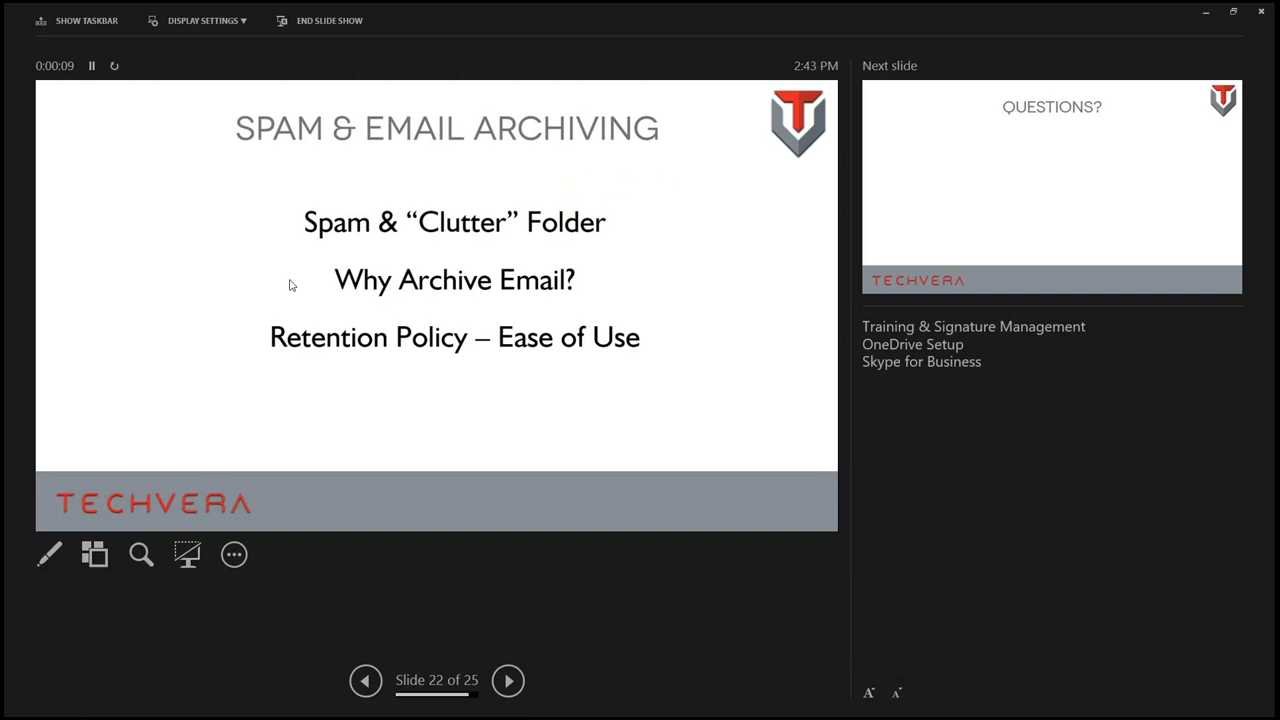 SHOW TASKBAR
DISPLAY SETTINGS ▼
END SLIDE SHOW
0:00:09
2:43 PM
SPAM & EMAIL ARCHIVING
Spam & “Clutter” Folder
Why Archive Email?
Retention Policy – Ease of Use
TECHVERA
Slide 22 of 25
Next slide
QUESTIONS?
TECHVERA
Training & Signature Management
OneDrive Setup
Skype for Business
A A